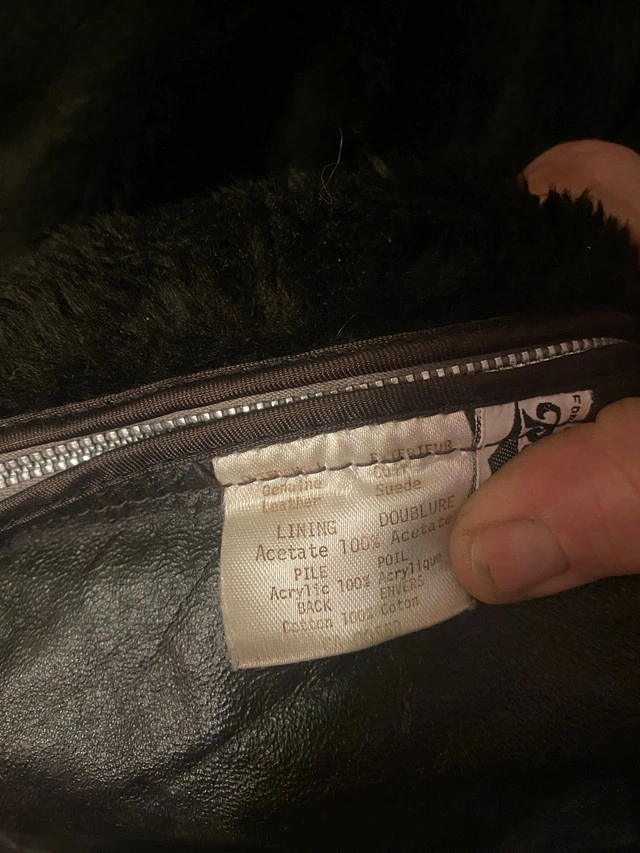 EXTERIEUR
Genuine
Leather Suede
LINING DOUBLURE
Acetate 100% Acetate
PILE POIL
Acrylic 100% Acrylique
BACK ENVERS
Cotton 100% Coton
FOR